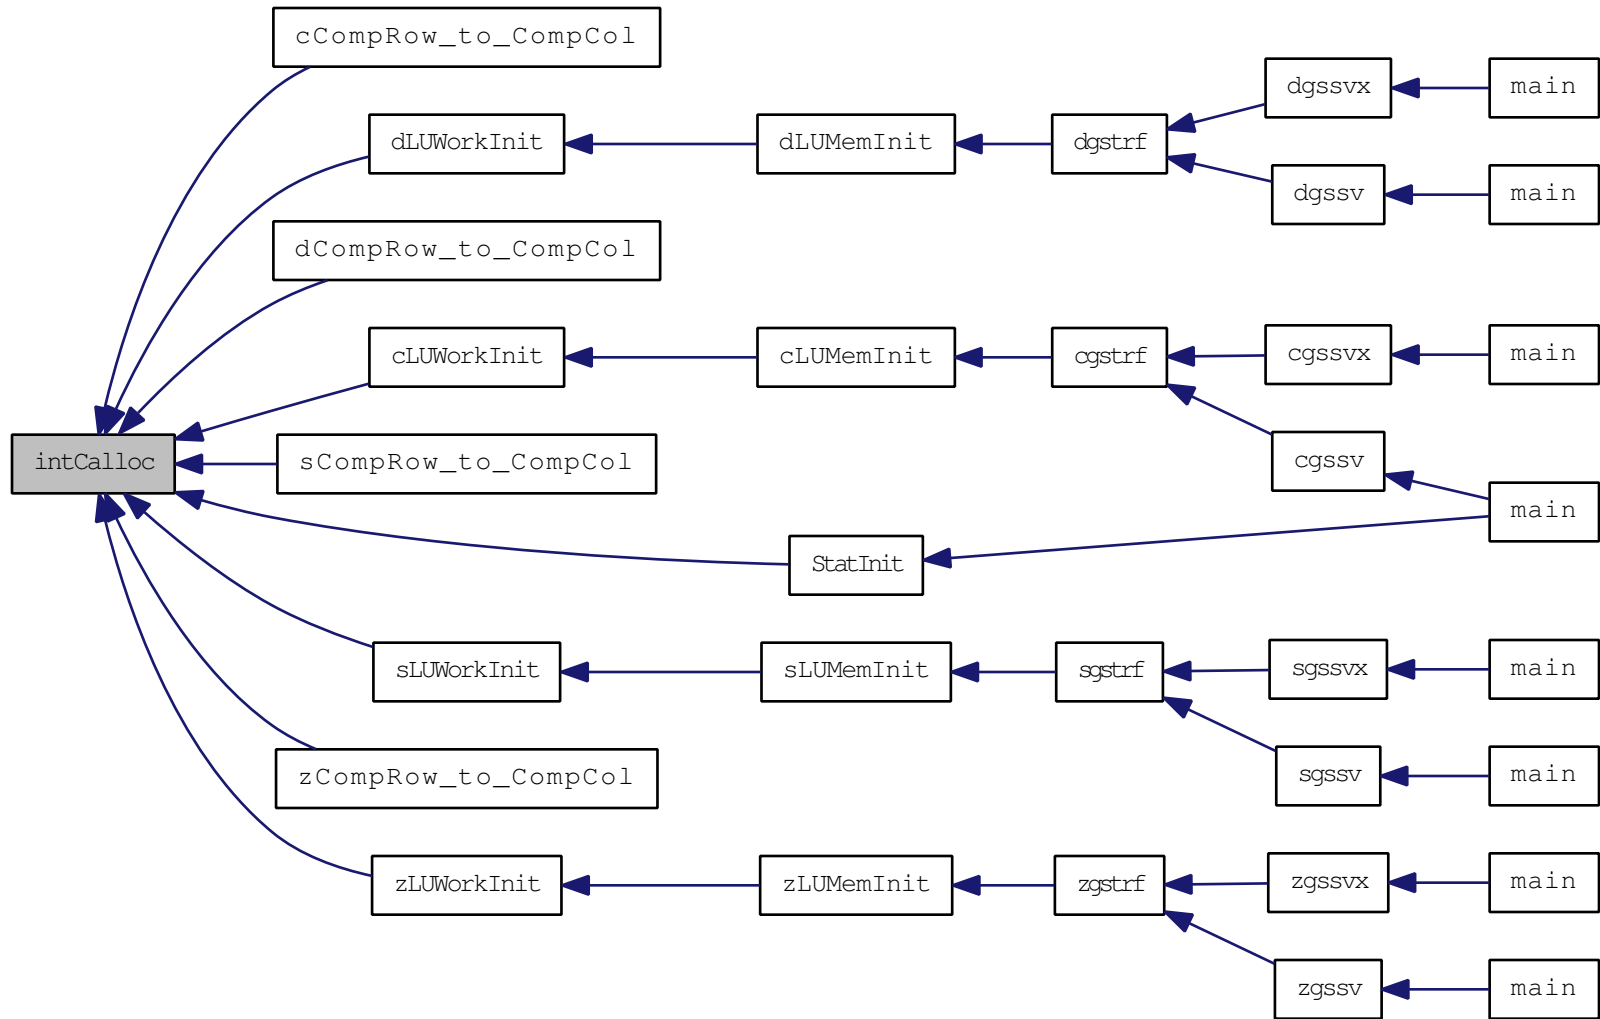 cCompRow_to_CompCol
dgssvx
main
dLUWorkInit
dLUMemInit
dgstrf
dgssv
main
dCompRow_to_CompCol
cLUWorkInit
cLUMemInit
cgstrf
cgssvx
main
intCalloc
sCompRow_to_CompCol
cgssv
main
StatInit
sLUWorkInit
sLUMemInit
sgstrf
sgssvx
main
zCompRow_to_CompCol
sgssv
main
zLUWorkInit
zLUMemInit
zgstrf
zgssvx
main
zgssv
main